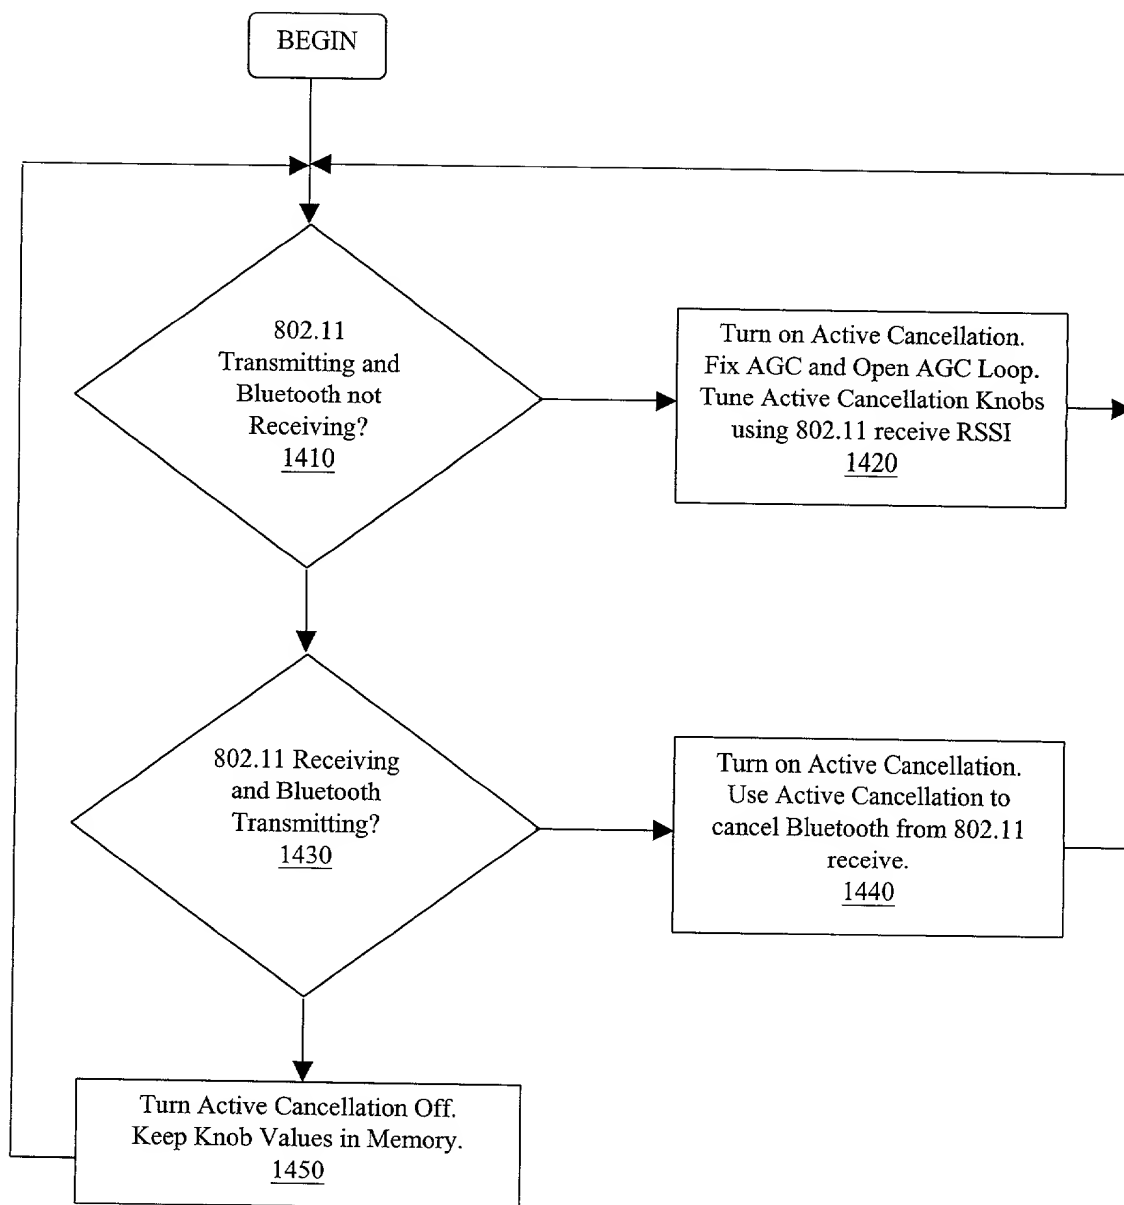 BEGIN
802.11
Transmitting and
Bluetooth not
Receiving?
1410
Turn on Active Cancellation.
Fix AGC and Open AGC Loop.
Tune Active Cancellation Knobs
using 802.11 receive RSSI
1420
802.11 Receiving
and Bluetooth
Transmitting?
1430
Turn on Active Cancellation.
Use Active Cancellation to
cancel Bluetooth from 802.11
receive.
1440
Turn Active Cancellation Off.
Keep Knob Values in Memory.
1450